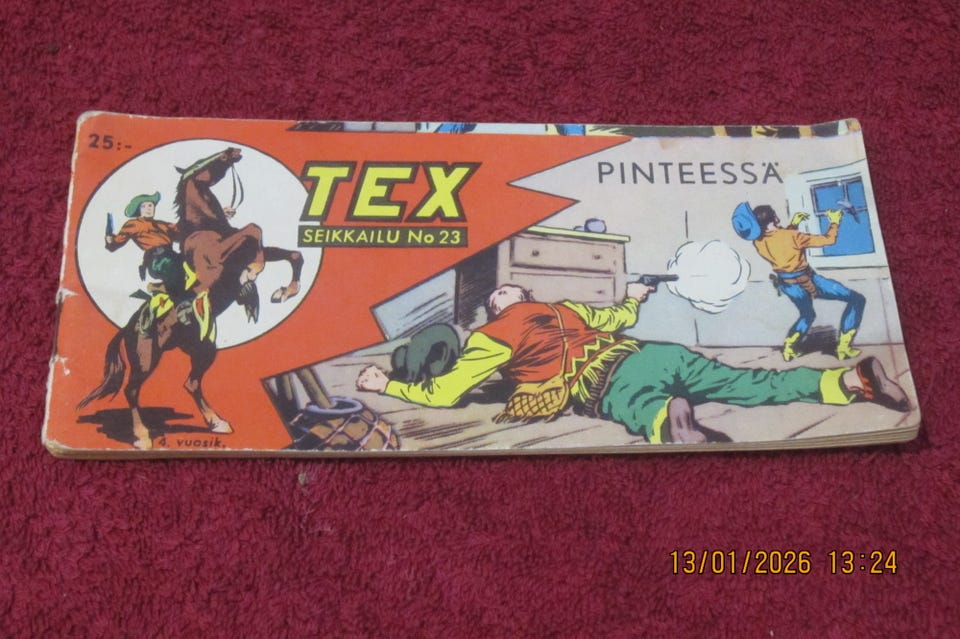 25:-
TEX
SEIKKAILU No 23
PINTEESSÄ
4. vuosik.
13/01/2026 13:24